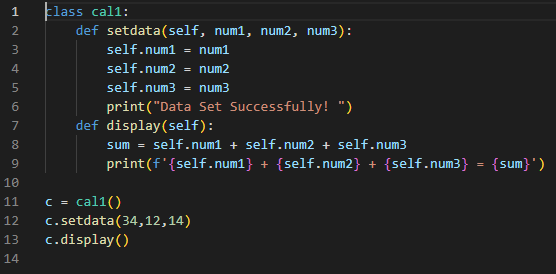 1 class cal1:
2     def setdata(self, num1, num2, num3):
3         self.num1 = num1
4         self.num2 = num2
5         self.num3 = num3
6         print("Data Set Successfully! ")
7     def display(self):
8         sum = self.num1 + self.num2 + self.num3
9         print(f'{self.num1} + {self.num2} + {self.num3} = {sum}')
10
11 c = cal1()
12 c.setdata(34,12,14)
13 c.display()
14